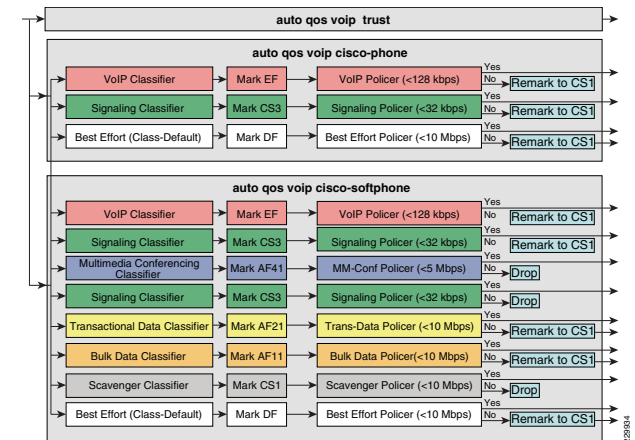 auto qos voip trust
auto qos voip cisco-phone
VoIP Classifier Mark EF VoIP Policer (<128 kbps) Yes No Remark to CS1
Signaling Classifier Mark CS3 Signaling Policer (<32 kbps) Yes No Remark to CS1
Best Effort (Class-Default) Mark DF Best Effort Policer (<10 Mbps) Yes No Remark to CS1
auto qos voip cisco-softphone
VoIP Classifier Mark EF VoIP Policer (<128 kbps) Yes No Remark to CS1
Signaling Classifier Mark CS3 Signaling Policer (<32 kbps) Yes No Remark to CS1
Multimedia Conferencing
Classifier Mark AF41 MM-Conf Policer (<5 Mbps) Yes No Drop
Signaling Classifier Mark CS3 Signaling Policer (<32 kbps) Yes No Drop
Transactional Data Classifier Mark AF21 Trans-Data Policer (<10 Mbps) Yes No Remark to CS1
Bulk Data Classifier Mark AF11 Bulk Data Policer(<10 Mbps) Yes No Remark to CS1
Scavenger Classifier Mark CS1 Scavenger Policer (<10 Mbps) Yes No Drop
Best Effort (Class-Default) Mark DF Best Effort Policer (<10 Mbps) Yes No Remark to CS1